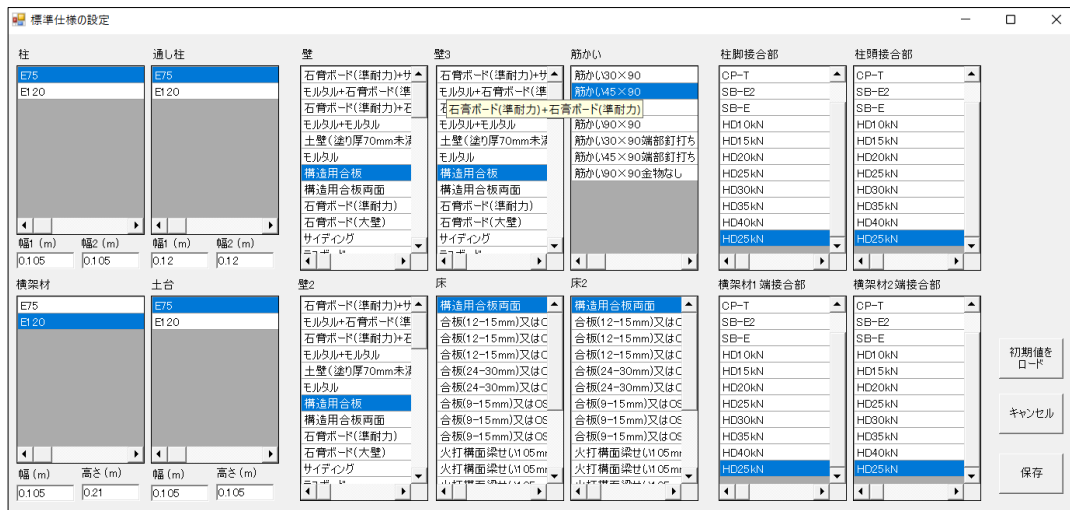 標準仕様の設定
柱
E75
E120
幅1 (m) 幅2 (m)
0.105 0.105
通し柱
E75
E120
幅1 (m) 幅2 (m)
0.12 0.12
壁
石膏ボード(準耐力)+サ
モルタル+石膏ボード(準
石膏ボード(準耐力)+石
モルタル+モルタル
土壁(塗り厚70mm未満
モルタル
構造用合板
構造用合板両面
石膏ボード(準耐力)
石膏ボード(大壁)
サイディング
壁3
石膏ボード(準耐力)+サ
モルタル+石膏ボード(準
石膏ボード(準耐力)+石膏ボード(準耐力)
モルタル+モルタル
土壁(塗り厚70mm未満
モルタル
構造用合板
構造用合板両面
石膏ボード(準耐力)
石膏ボード(大壁)
サイディング
筋かい
筋かい30×90
筋かい45×90
筋かい90×90
筋かい30×90端部釘打ち
筋かい45×90端部釘打ち
筋かい90×90金物なし
柱脚接合部
CP-T
SB-E2
SB-E
HD10kN
HD15kN
HD20kN
HD25kN
HD30kN
HD35kN
HD40kN
HD25kN
柱頭接合部
CP-T
SB-E2
SB-E
HD10kN
HD15kN
HD20kN
HD25kN
HD30kN
HD35kN
HD40kN
HD25kN
横架材
E75
E120
幅(m) 高さ(m)
0.105 0.21
土台
E75
E120
幅(m) 高さ(m)
0.105 0.105
壁2
石膏ボード(準耐力)+サ
モルタル+石膏ボード(準
石膏ボード(準耐力)+石
モルタル+モルタル
土壁(塗り厚70mm未満
モルタル
構造用合板
構造用合板両面
石膏ボード(準耐力)
石膏ボード(大壁)
サイディング
床
構造用合板両面
合板(12-15mm)又はO
合板(12-15mm)又はO
合板(12-15mm)又はO
合板(24-30mm)又はO
合板(24-30mm)又はO
合板(9-15mm)又はOS
合板(9-15mm)又はOS
合板(9-15mm)又はOS
火打構面梁せい105mm
火打構面梁せい105mm
床2
構造用合板両面
合板(12-15mm)又はO
合板(12-15mm)又はO
合板(12-15mm)又はO
合板(24-30mm)又はO
合板(24-30mm)又はO
合板(9-15mm)又はOS
合板(9-15mm)又はOS
合板(9-15mm)又はOS
火打構面梁せい105mm
火打構面梁せい105mm
横架材1端接合部
CP-T
SB-E2
SB-E
HD10kN
HD15kN
HD20kN
HD25kN
HD30kN
HD35kN
HD40kN
HD25kN
横架材2端接合部
CP-T
SB-E2
SB-E
HD10kN
HD15kN
HD20kN
HD25kN
HD30kN
HD35kN
HD40kN
HD25kN
初期値を
ロード
キャンセル
保存